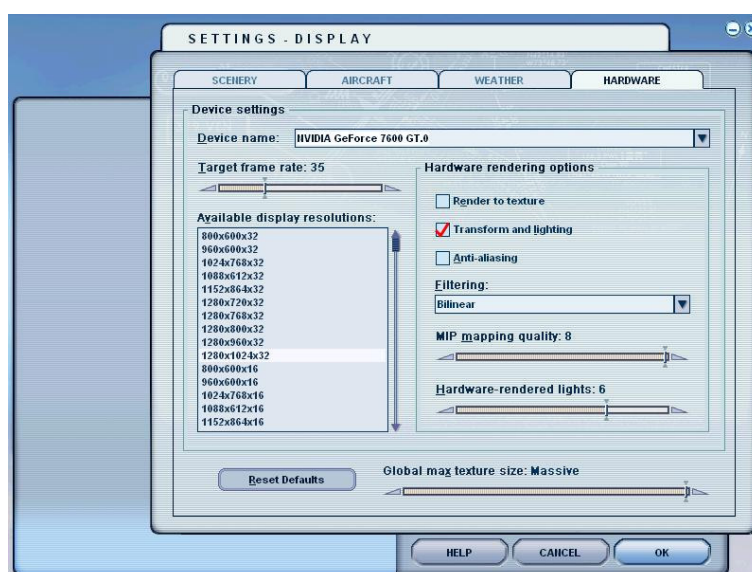 SETTINGS - DISPLAY
SCENERY
AIRCRAFT
WEATHER
HARDWARE
Device settings
Device name: NVIDIA GeForce 7600 GT.0
Target frame rate: 35
Available display resolutions:
800x600x32
960x600x32
1024x768x32
1088x612x32
1152x864x32
1280x720x32
1280x768x32
1280x800x32
1280x960x32
1280x1024x32
800x600x16
960x600x16
1024x768x16
1088x612x16
1152x864x16
Hardware rendering options
Render to texture
Transform and lighting
Anti-aliasing
Filtering:
Bilinear
MIP mapping quality: 8
Hardware-rendered lights: 6
Reset Defaults
Global max texture size: Massive
HELP
CANCEL
OK